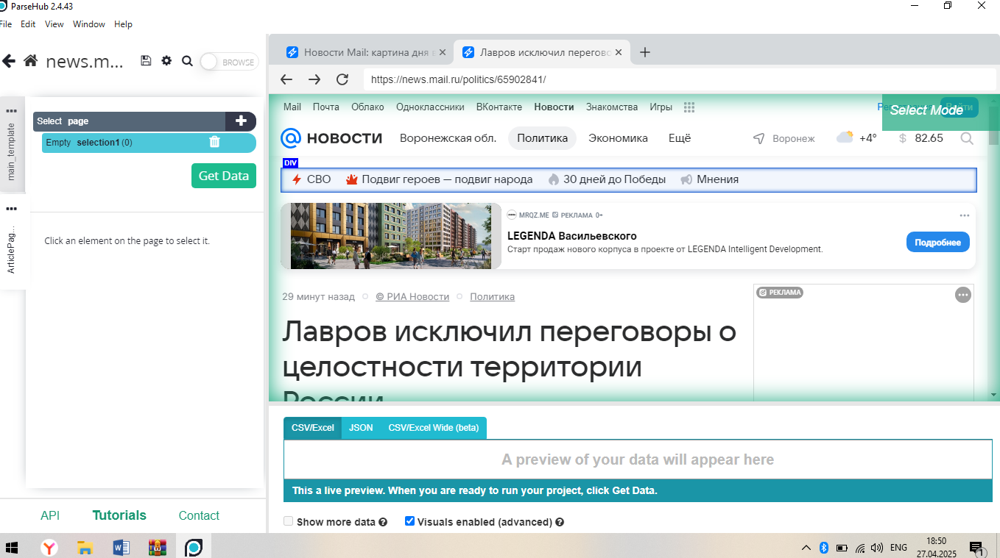 ParseHub 2.4.43
File Edit View Window Help
news.m... BROWSE
main_template
ArticlePag...
Select page
Empty selection1 (0)
Get Data
Click an element on the page to select it.
API Tutorials Contact
Новости Mail: картина дня в
Лавров исключил перегово
https://news.mail.ru/politics/65902841/
Mail Почта Облако Одноклассники ВКонтакте Новости Знакомства Игры
Select Mode
НОВОСТИ Воронежская обл. Политика Экономика Ещё Воронеж +4° $ 82.65
DIV
СВО Подвиг героев — подвиг народа 30 дней до Победы Мнения
MRQZ.ME РЕКЛАМА 0+
LEGENDA Васильевского
Старт продаж нового корпуса в проекте от LEGENDA Intelligent Development.
Подробнее
29 минут назад © РИА Новости Политика
РЕКЛАМА
Лавров исключил переговоры о
целостности территории
России
CSV/Excel JSON CSV/Excel Wide (beta)
A preview of your data will appear here
This a live preview. When you are ready to run your project, click Get Data.
Show more data Visuals enabled (advanced)
ENG
18:50
27.04.2025
1